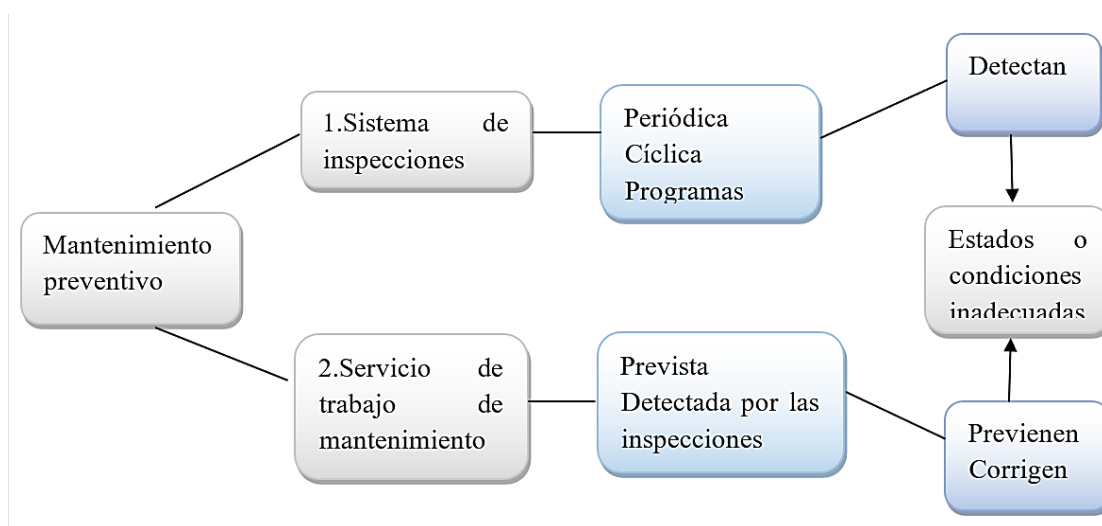 Mantenimiento
preventivo
1.Sistema de
inspecciones
Periódica
Cíclica
Programas
Detectan
Estados o
condiciones
inadecuadas
2.Servicio de
trabajo de
mantenimiento
Prevista
Detectada por las
inspecciones
Previenen
Corrigen